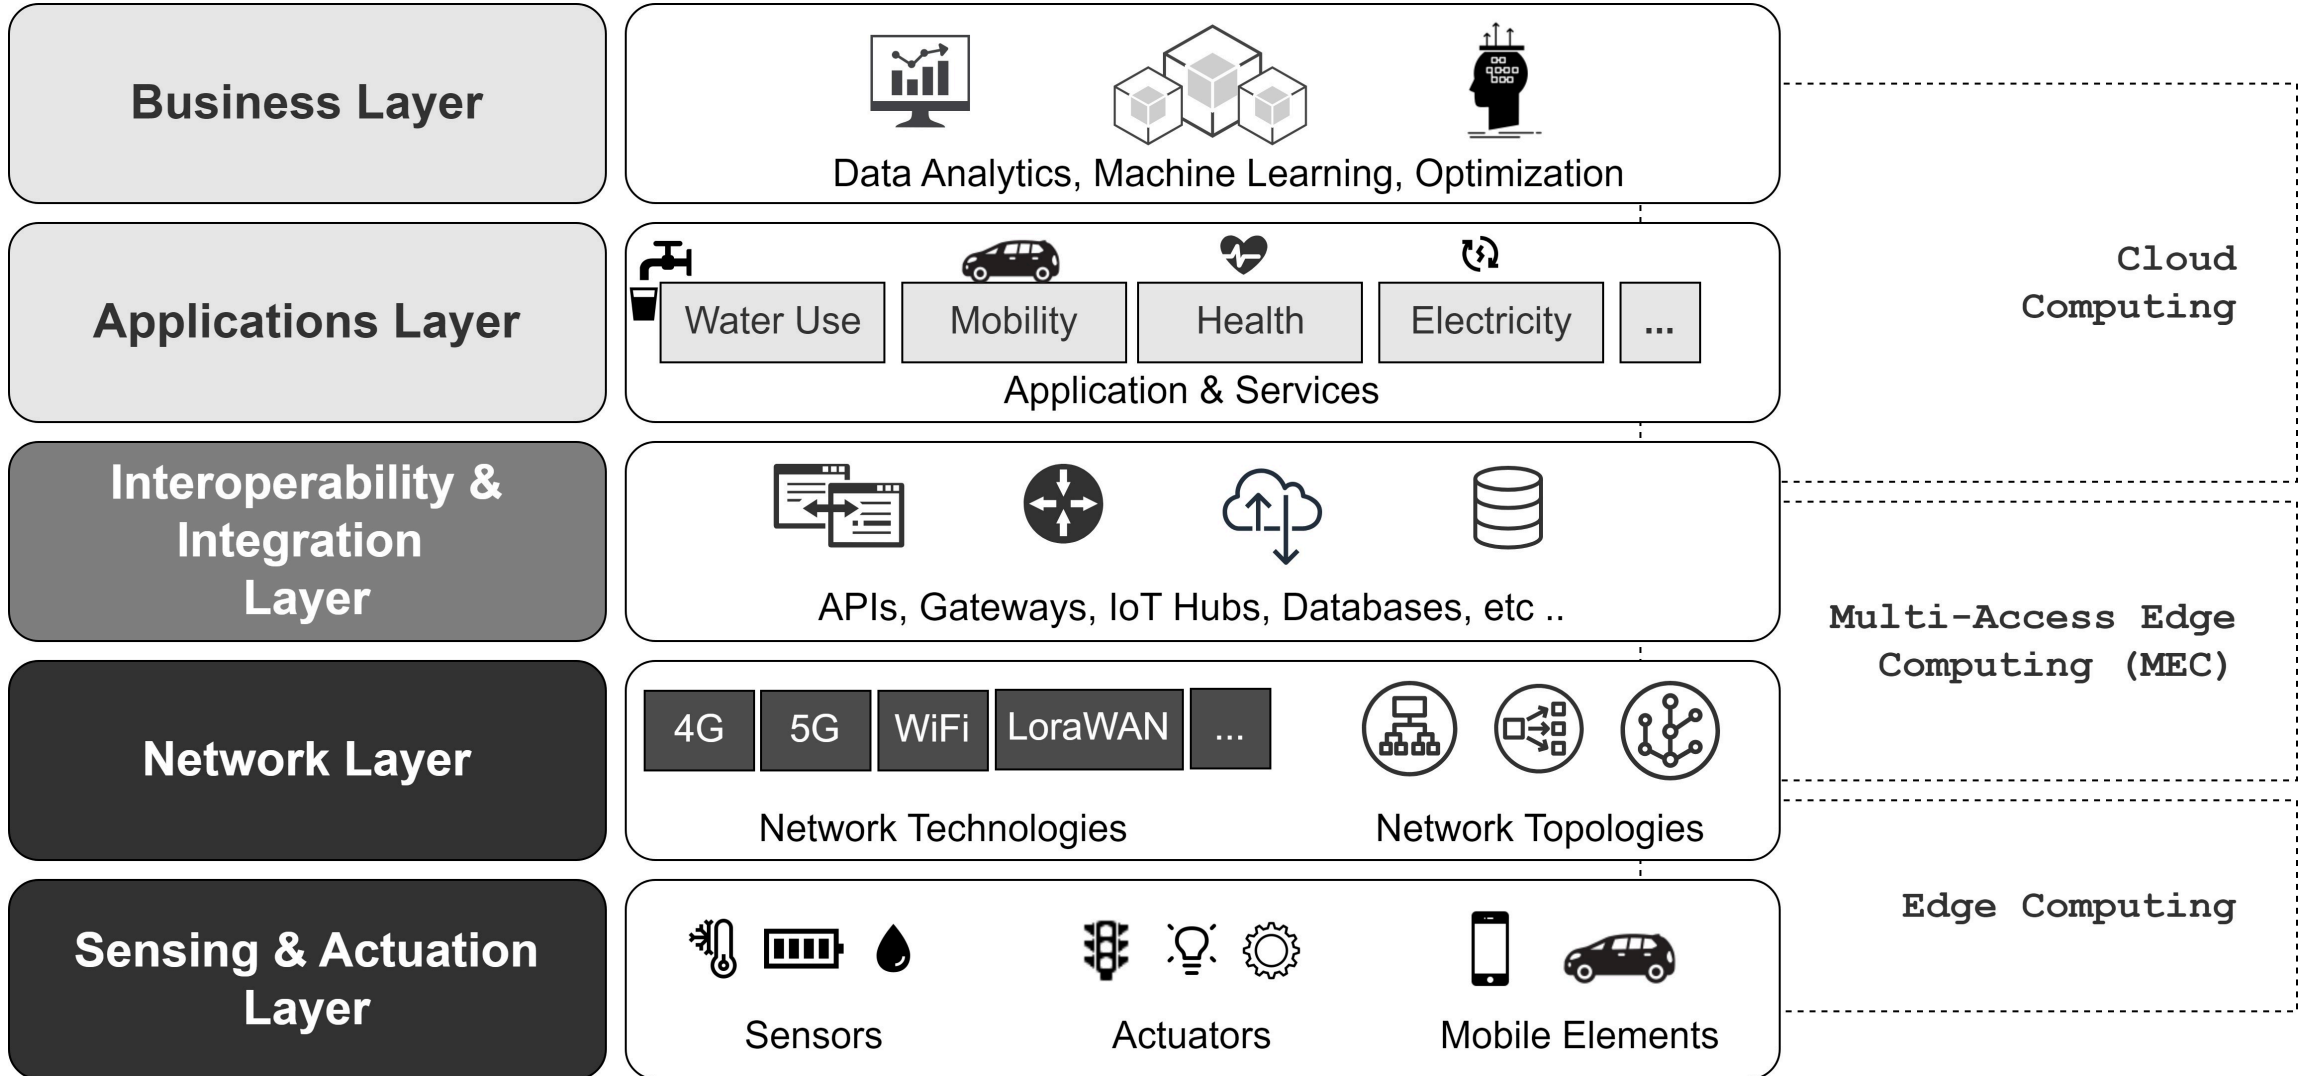 Business Layer
Data Analytics, Machine Learning, Optimization
Applications Layer
Water Use
Mobility
Health
Electricity
...
Application & Services
Cloud
Computing
Interoperability &
Integration
Layer
APIs, Gateways, IoT Hubs, Databases, etc ..
Multi-Access Edge
Computing (MEC)
Network Layer
4G
5G
WiFi
LoraWAN
...
Network Technologies
Network Topologies
Sensing & Actuation
Layer
Sensors
Actuators
Mobile Elements
Edge Computing